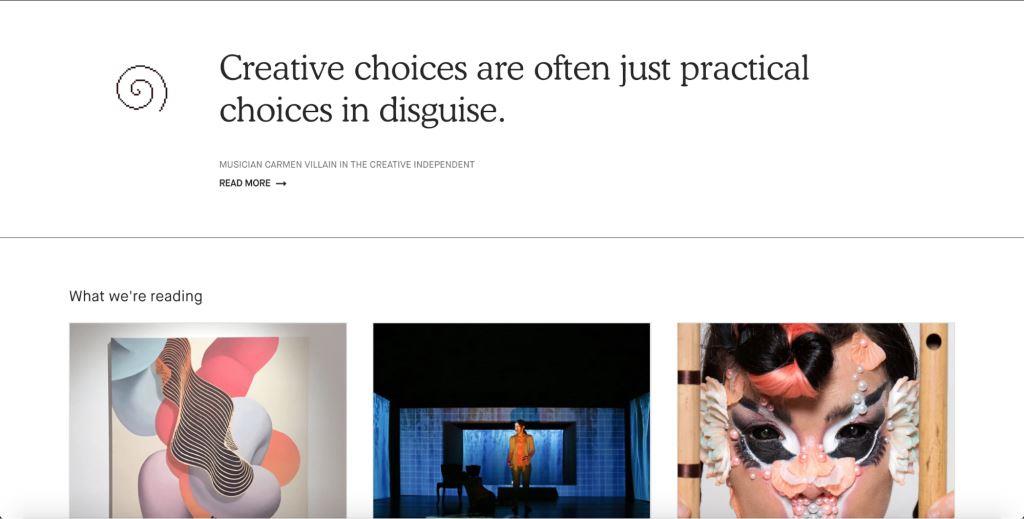 Creative choices are often just practical
choices in disguise.
MUSICIAN CARMEN VILLAIN IN THE CREATIVE INDEPENDENT
READ MORE →
What we're reading